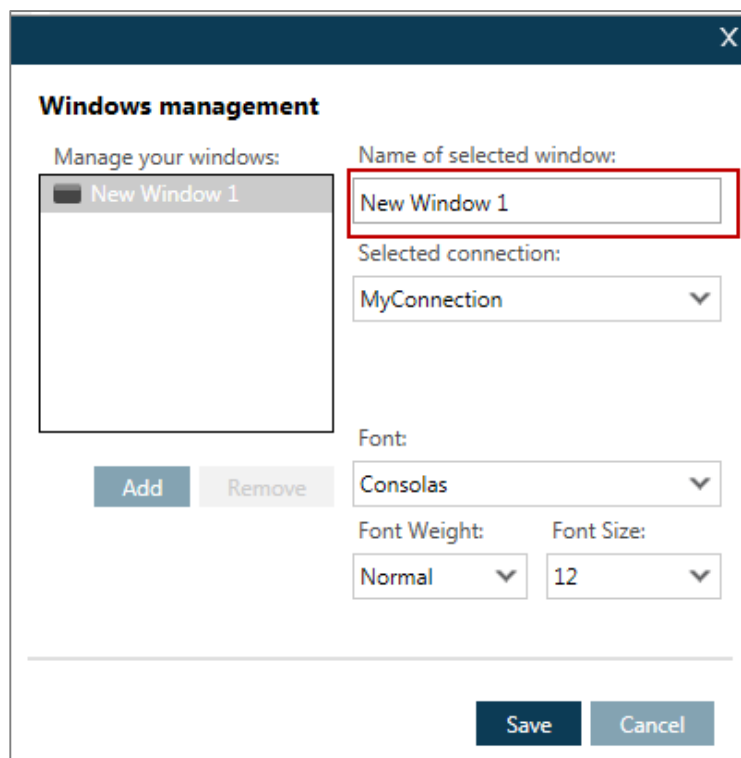 X
Windows management
Manage your windows:
New Window 1
Add
Remove
Name of selected window:
New Window 1
Selected connection:
MyConnection
Font:
Consolas
Font Weight:
Font Size:
Normal
12
Save
Cancel